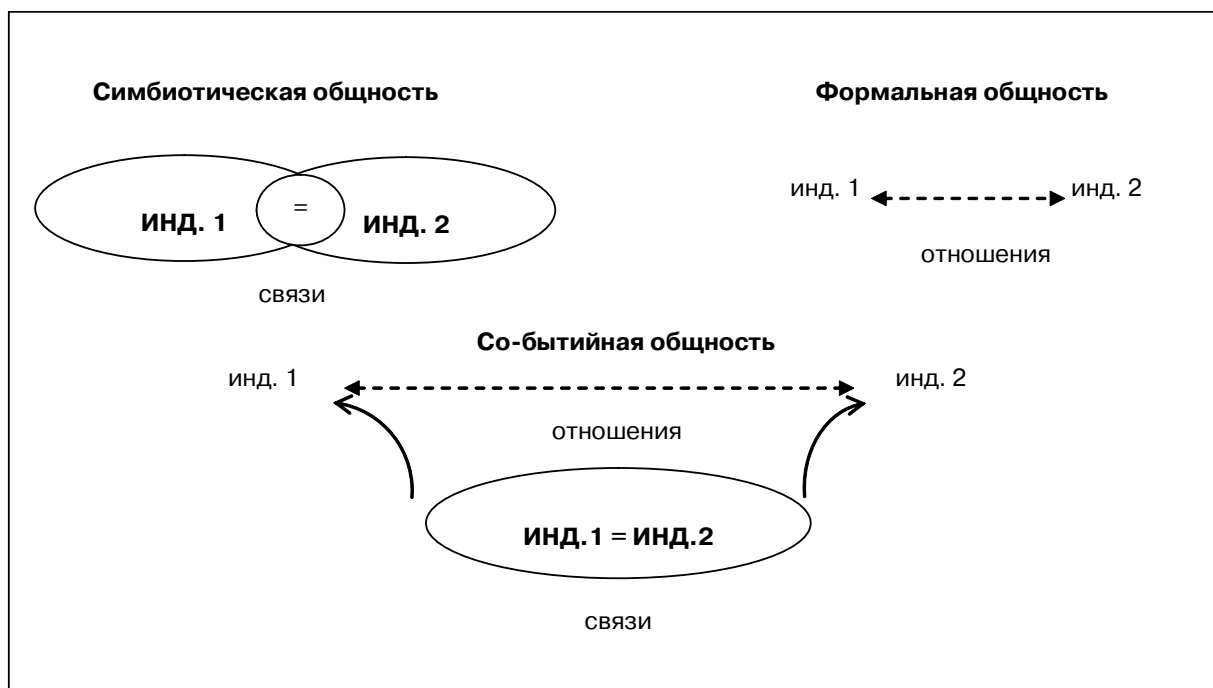 Симбиотическая общность
Формальная общность
ИНД. 1 = ИНД. 2
инд. 1 инд. 2
отношения
связи
Со-бытийная общность
инд. 1 инд. 2
отношения
ИНД.1 = ИНД.2
связи